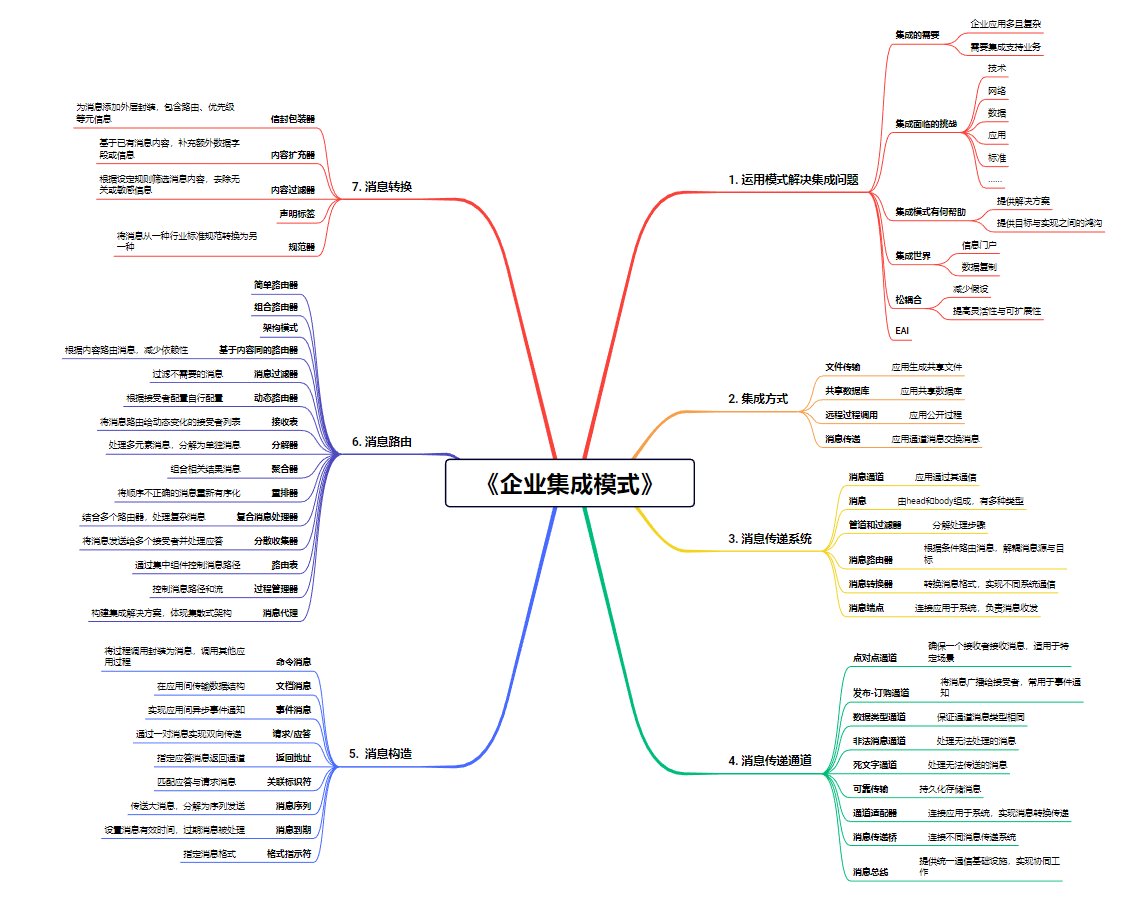 《企业集成模式》
1. 运用模式解决集成问题
集成的需要
企业应用多且复杂
需要集成支持业务
集成面临的挑战
技术
网络
数据
应用
标准
......
集成模式有何帮助
提供解决方案
提供目标与实现之间的鸿沟
集成世界
信息门户
数据复制
松耦合
减少假设
提高灵活性与可扩展性
EAI
2. 集成方式
文件传输
应用生成共享文件
共享数据库
应用共享数据库
远程过程调用
应用公开过程
消息传递
应用通道消息交换消息
3. 消息传递系统
消息通道
应用通过其通信
消息
由head和body组成，有多种类型
管道和过滤器
分解处理步骤
消息路由器
根据条件路由消息，解耦消息源与目
标
消息转换器
转换消息格式，实现不同系统通信
消息端点
连接应用于系统，负责消息收发
4. 消息传递通道
点对点通道
确保一个接收者接收消息，适用于特
定场景
发布-订购通道
将消息广播给接受者，常用于事件通
知
数据类型通道
保证通道消息类型相同
非法消息通道
处理无法处理的消息
死文字通道
处理无法传送的消息
可靠传输
持久化存储消息
通道适配器
连接应用于系统，实现消息转换传递
消息传递桥
连接不同消息传递系统
消息总线
提供统一通信基础设施，实现协同工
作
5. 消息构造
命令消息
将过程调用封装为消息，调用其他应
用过程
文档消息
在应用间传输数据结构
事件消息
实现应用间异步事件通知
请求/应答
通过一对消息实现双向传递
返回地址
指定应答消息返回通道
关联标识符
匹配应答与请求消息
消息序列
传送大消息，分解为序列发送
消息到期
设置消息有效时间，过期消息被处理
格式指示符
指定消息格式
6. 消息路由
简单路由器
组合路由器
架构模式
基于内容同的路由器
根据内容路由消息，减少依赖性
消息过滤器
过滤不需要的消息
动态路由器
根据接受者配置自行配置
接收表
将消息路由给动态变化的接受者列表
分解器
处理多元素消息，分解为单独消息
聚合器
组合相关结果消息
重排器
将顺序不正确的消息重新有序化
复合消息处理器
结合多个路由器，处理复杂消息
分散收集器
将消息发送给多个接受者并处理应答
路由表
通过集中组件控制消息路径
过程管理器
控制消息路径和流
消息代理
构建集成解决方案，体现集散式架构
7. 消息转换
信封包装器
为消息添加外层封装，包含路由、优先级
等元信息
内容扩充器
基于已有消息内容，补充额外数据字
段或信息
内容过滤器
根据设定规则筛选消息内容，去除无
关或敏感信息
声明标签
规范器
将消息从一种行业标准规范转换为另
一种